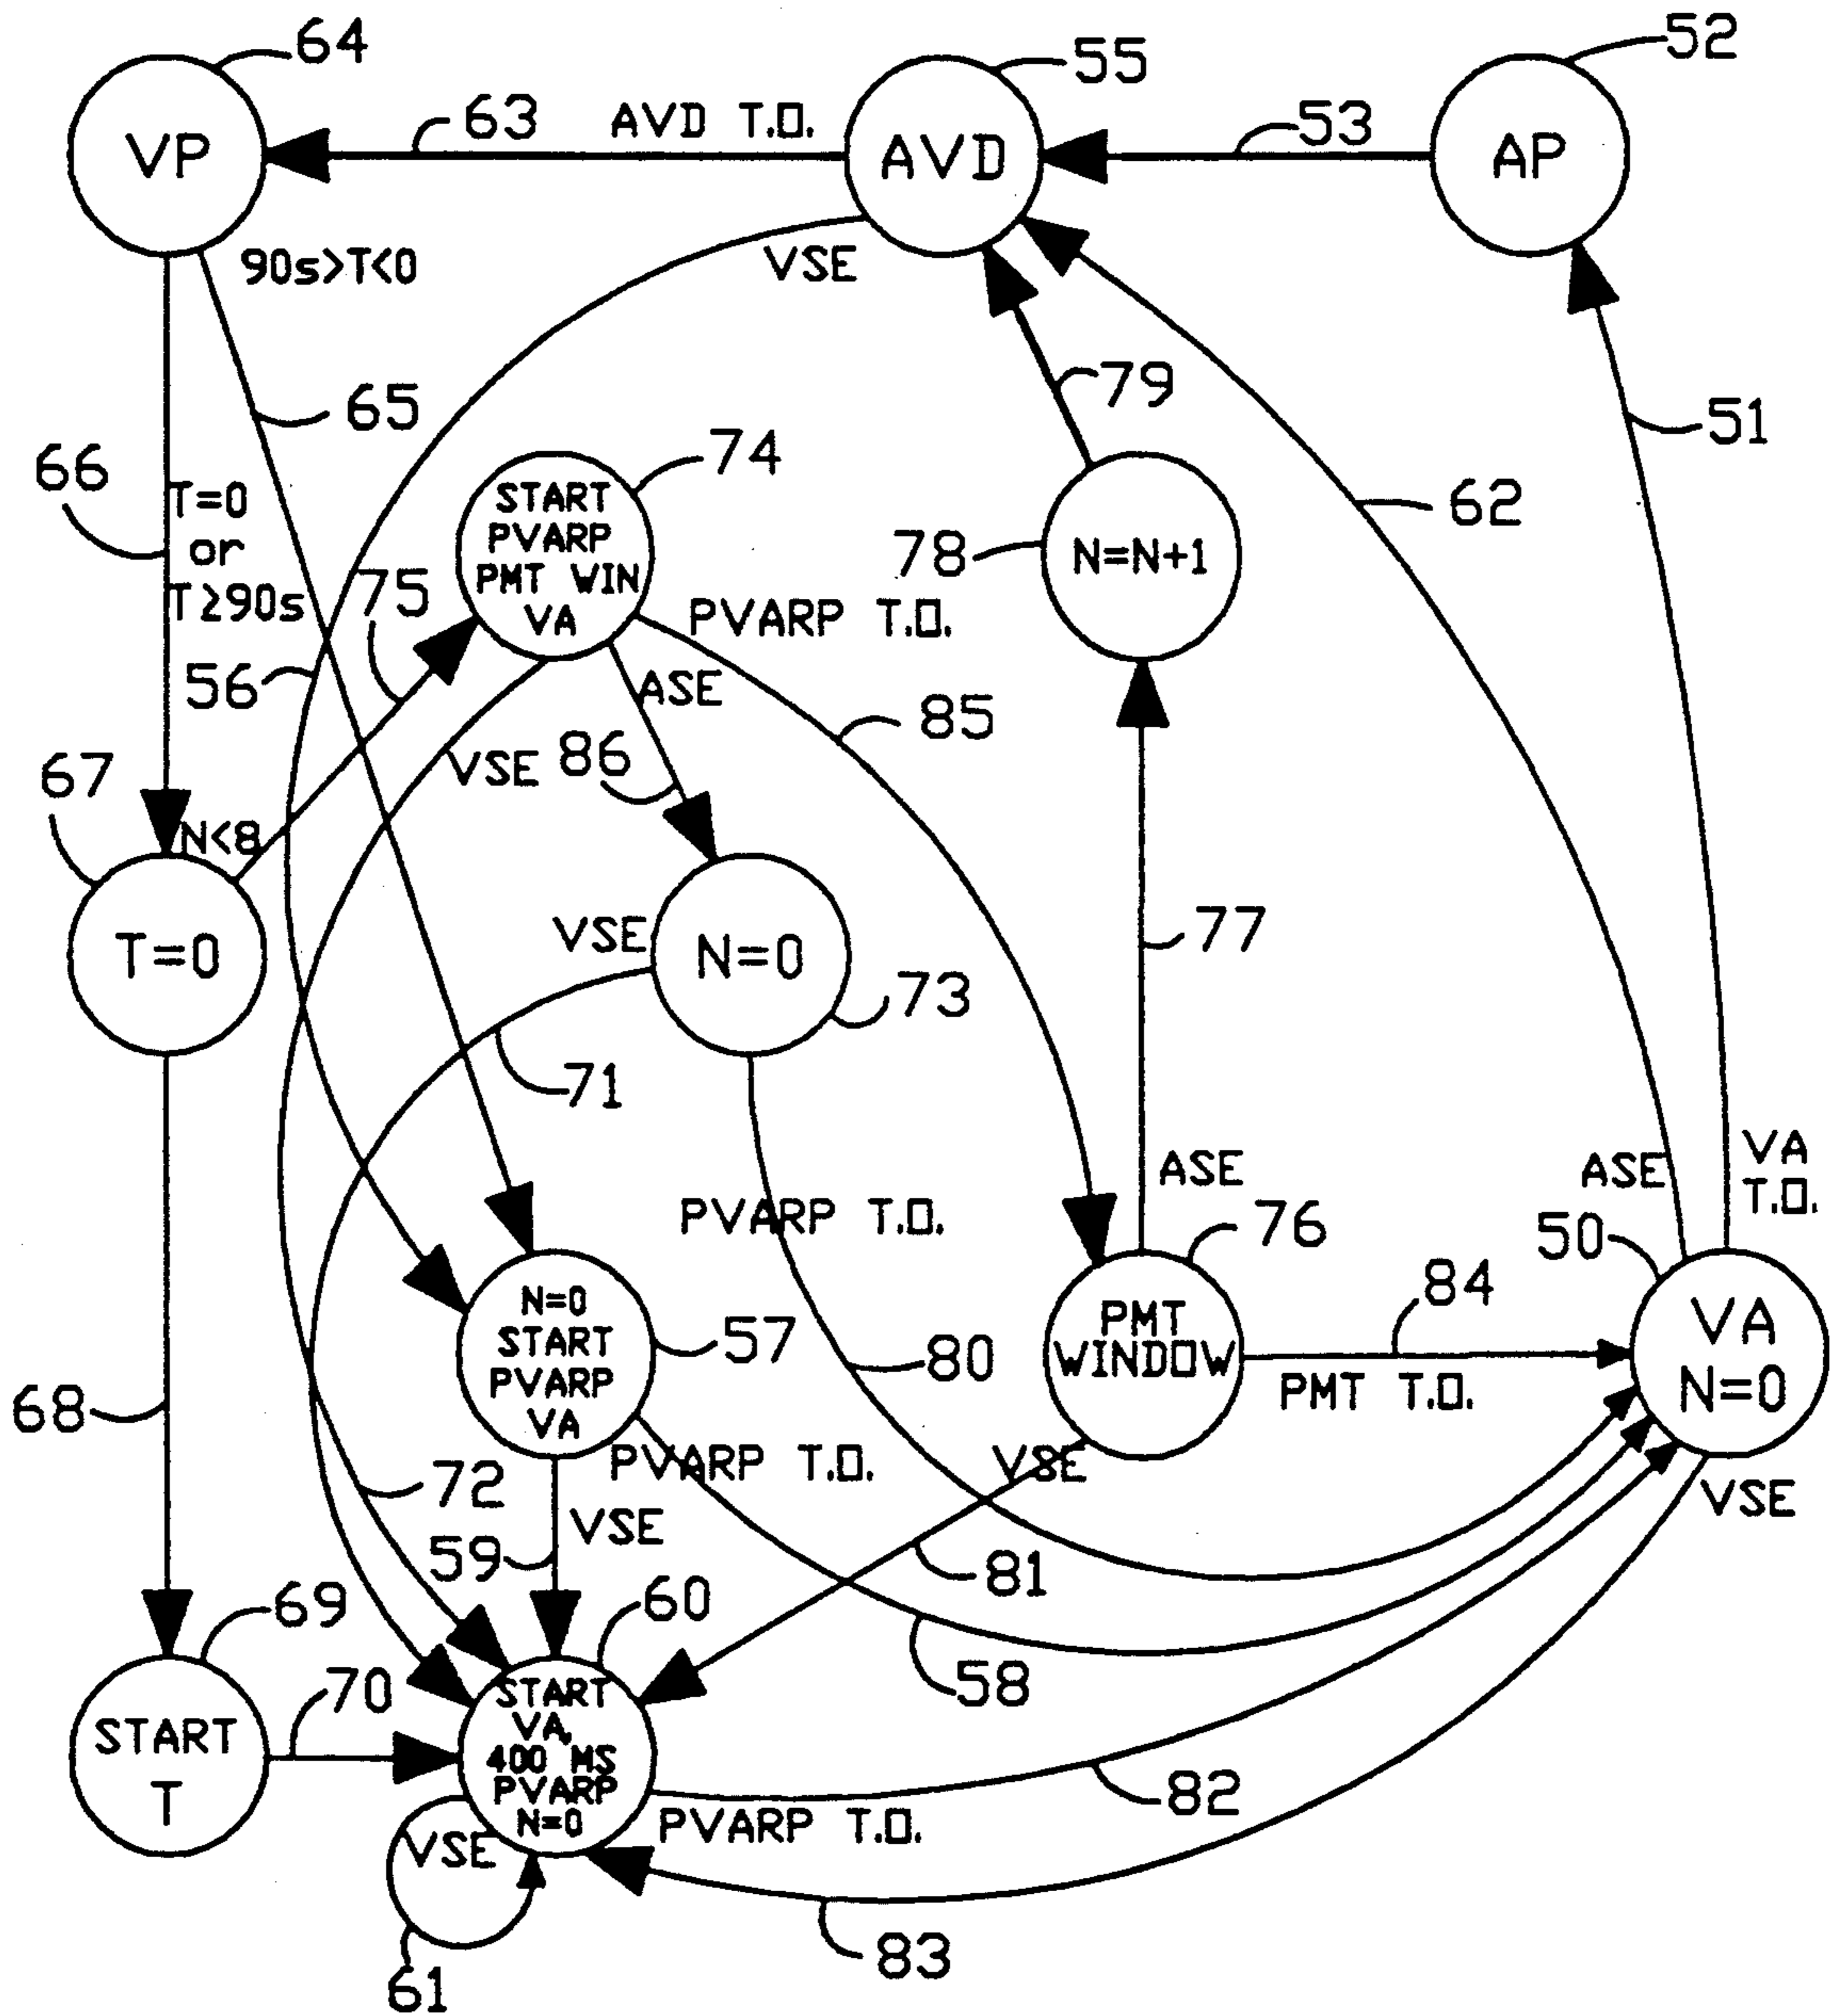 64
55
52
VP
63
AVD T.O.
AVD
53
AP
90s>T<0
VSE
65
79
51
66
T=0
or
T≥90s
74
START
PVARP
PMT WIN
VA
62
78
N=N+1
75
PVARP T.O.
56
ASE
85
67
VSE
86
N<8
T=0
VSE
N=0
77
73
71
ASE
ASE
VA
T.O.
PVARP T.O.
76
50
N=0
START
PVARP
VA
57
80
PMT
WINDOW
84
PMT T.O.
VA
N=0
68
PVARP T.O.
VSE
VSE
72
VSE
59
81
69
60
58
70
START
T
START
VA,
400 MS
PVARP
N=0
82
PVARP T.O.
VSE
83
61